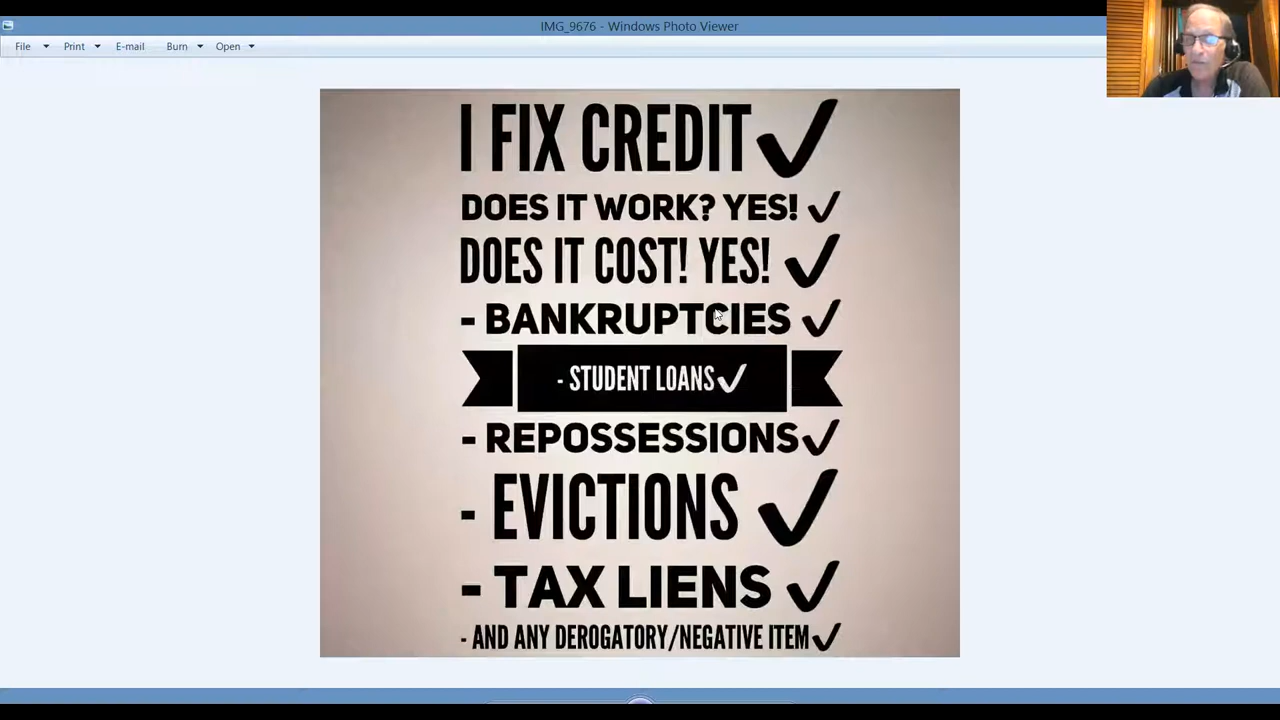 IMG_9676 - Windows Photo Viewer
File Print E-mail Burn Open
I FIX CREDIT ✓
DOES IT WORK? YES! ✓
DOES IT COST! YES! ✓
- BANKRUPTCIES ✓
- STUDENT LOANS ✓
- REPOSSESSIONS ✓
- EVICTIONS ✓
- TAX LIENS ✓
- AND ANY DEROGATORY/NEGATIVE ITEM ✓